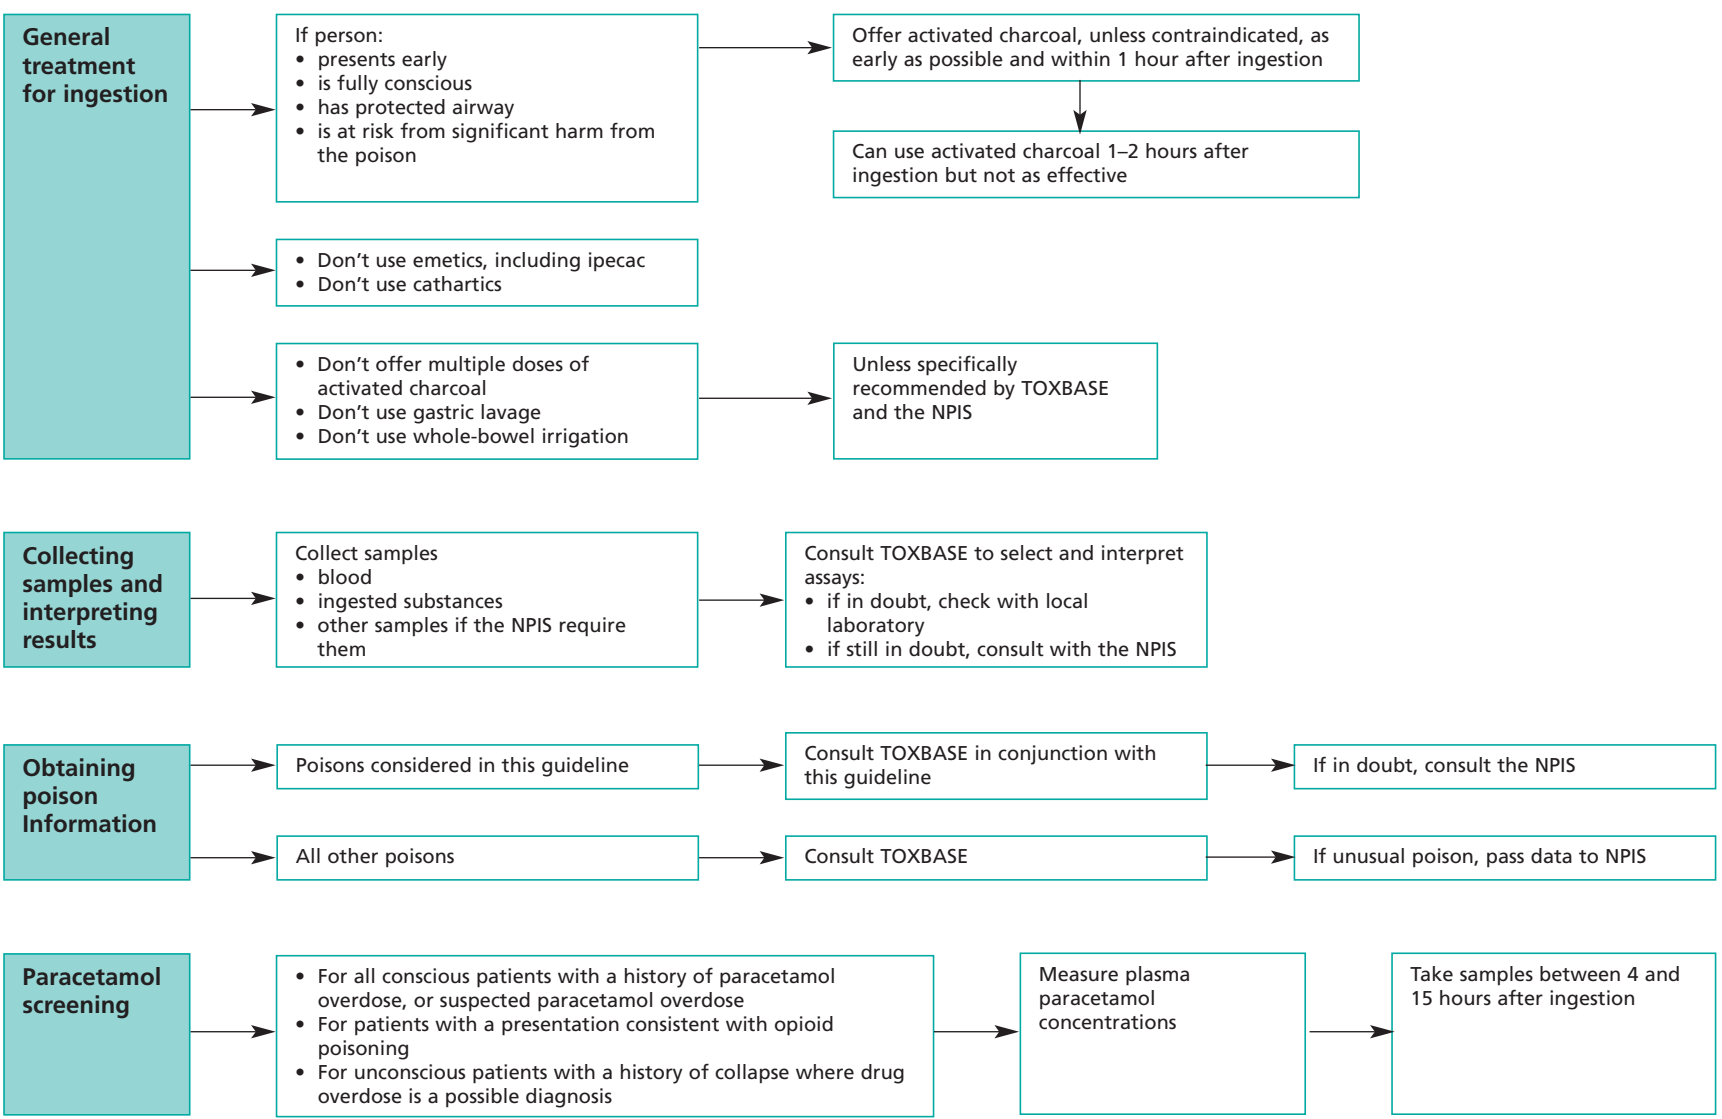 General
treatment
for ingestion
If person:
• presents early
• is fully conscious
• has protected airway
• is at risk from significant harm from
the poison
Offer activated charcoal, unless contraindicated, as
early as possible and within 1 hour after ingestion
Can use activated charcoal 1–2 hours after
ingestion but not as effective
• Don’t use emetics, including ipecac
• Don’t use cathartics
• Don’t offer multiple doses of
activated charcoal
• Don’t use gastric lavage
• Don’t use whole-bowel irrigation
Unless specifically
recommended by TOXBASE
and the NPIS
Collecting
samples and
interpreting
results
Collect samples
• blood
• ingested substances
• other samples if the NPIS require
them
Consult TOXBASE to select and interpret
assays:
• if in doubt, check with local
laboratory
• if still in doubt, consult with the NPIS
Obtaining
poison
Information
Poisons considered in this guideline
Consult TOXBASE in conjunction with
this guideline
If in doubt, consult the NPIS
All other poisons
Consult TOXBASE
If unusual poison, pass data to NPIS
Paracetamol
screening
• For all conscious patients with a history of paracetamol
overdose, or suspected paracetamol overdose
• For patients with a presentation consistent with opioid
poisoning
• For unconscious patients with a history of collapse where drug
overdose is a possible diagnosis
Measure plasma
paracetamol
concentrations
Take samples between 4 and
15 hours after ingestion